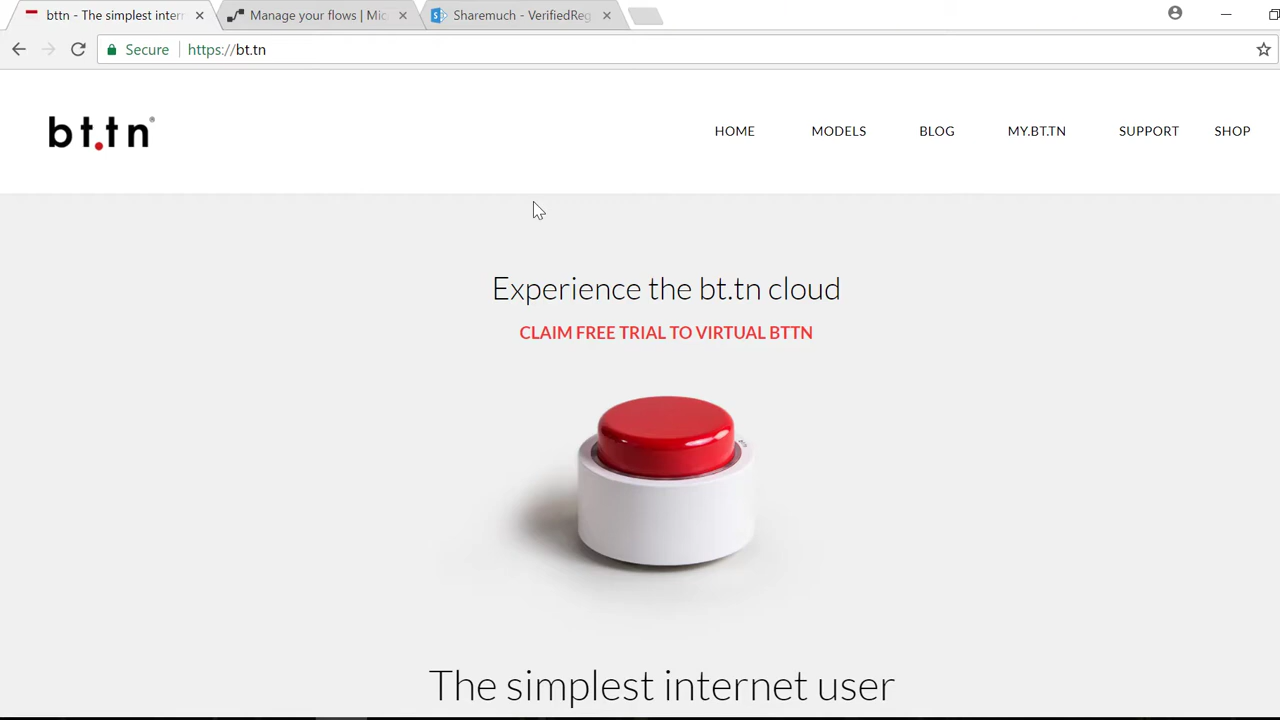 bttn - The simplest intern
Manage your flows | Mic
Sharemuch - VerifiedReg
Secure
https://bt.tn
bt.tn®
HOME
MODELS
BLOG
MY.BT.TN
SUPPORT
SHOP
Experience the bt.tn cloud
CLAIM FREE TRIAL TO VIRTUAL BTTN
The simplest internet user